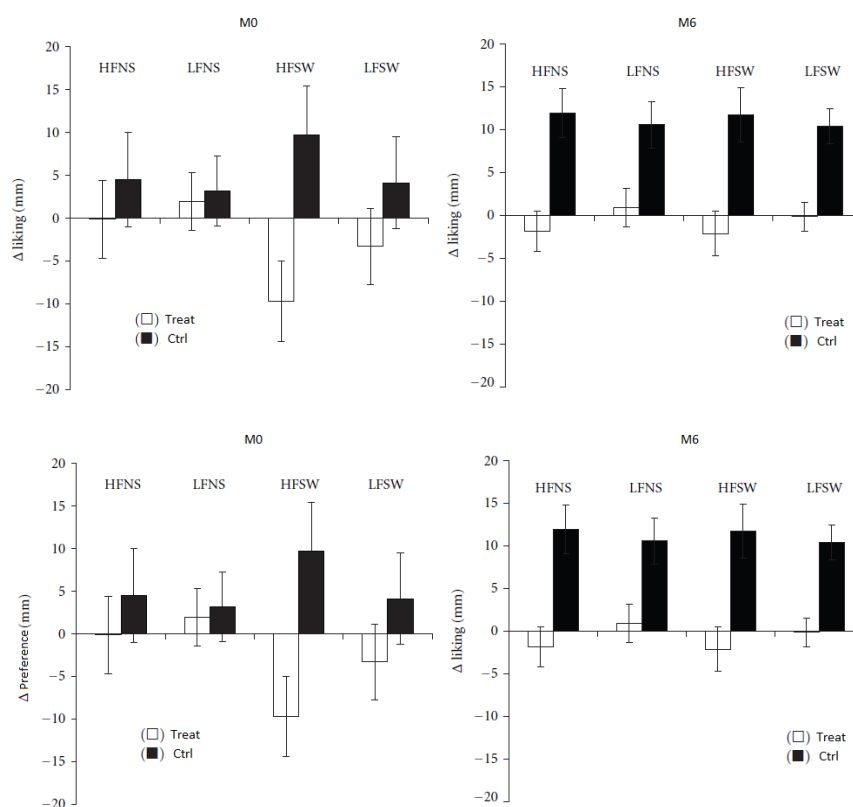 M0
20
15
10
5
0
−5
−10
−15
−20
Δ liking (mm)
HFNS LFNS HFSW LFSW
(□) Treat
(■) Ctrl
M6
20
15
10
5
0
−5
−10
−15
−20
Δ liking (mm)
HFNS LFNS HFSW LFSW
(□) Treat
(■) Ctrl
M0
20
15
10
5
0
−5
−10
−15
−20
Δ Preference (mm)
HFNS LFNS HFSW LFSW
(□) Treat
(■) Ctrl
M6
20
15
10
5
0
−5
−10
−15
−20
Δ liking (mm)
HFNS LFNS HFSW LFSW
(□) Treat
(■) Ctrl